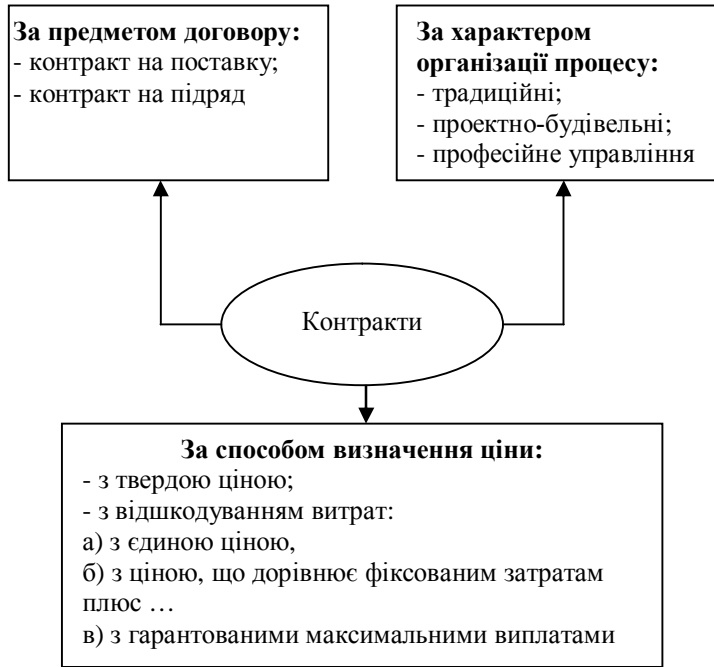 За предметом договору:
- контракт на поставку;
- контракт на підряд
За характером
організації процесу:
- традиційні;
- проектно-будівельні;
- професійне управління
Контракти
За способом визначення ціни:
- з твердою ціною;
- з відшкодуванням витрат:
а) з єдиною ціною,
б) з ціною, що дорівнює фіксованим затратам
плюс …
в) з гарантованими максимальними виплатами